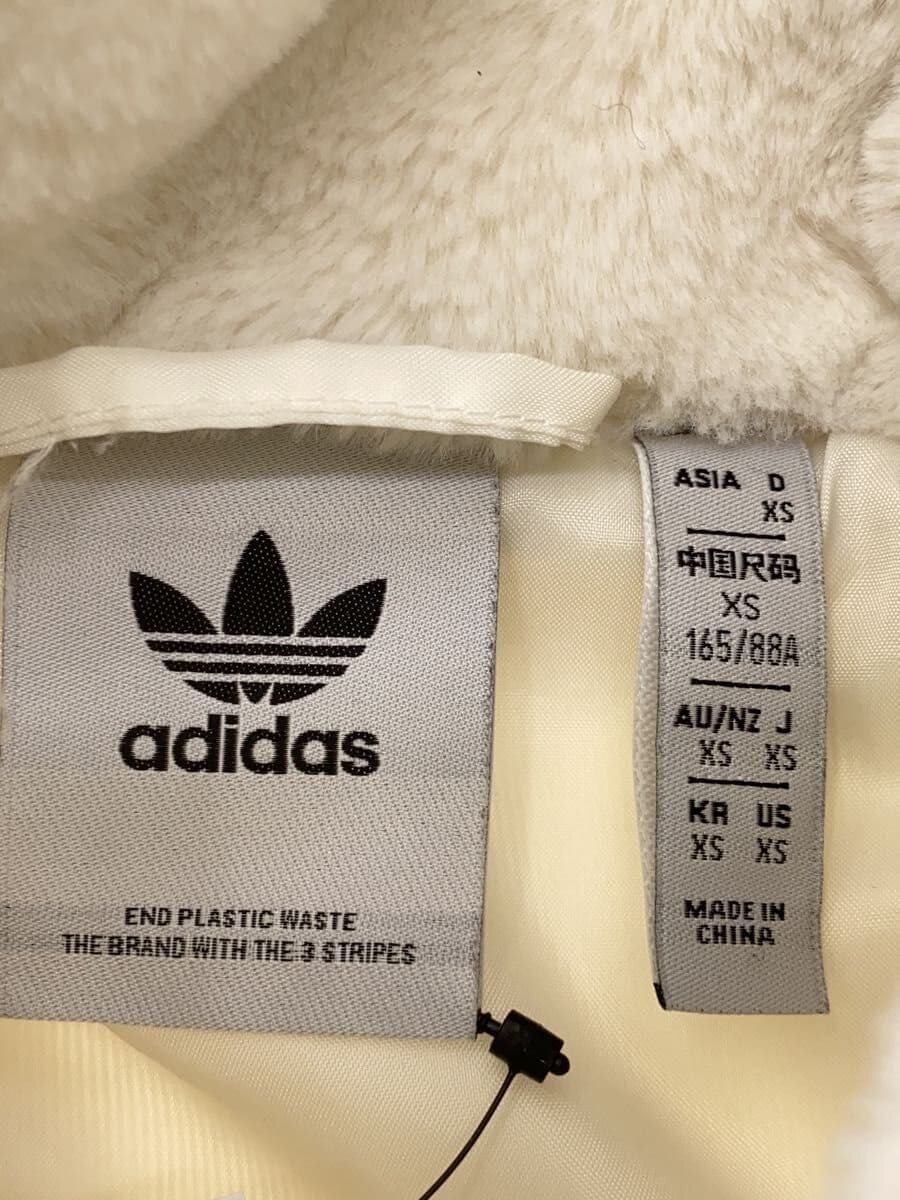 adidas
END PLASTIC WASTE
THE BRAND WITH THE 3 STRIPES
ASIA D
XS
中国尺码
XS
165/88A
AU/NZ J
XS XS
KR US
XS XS
MADE IN
CHINA